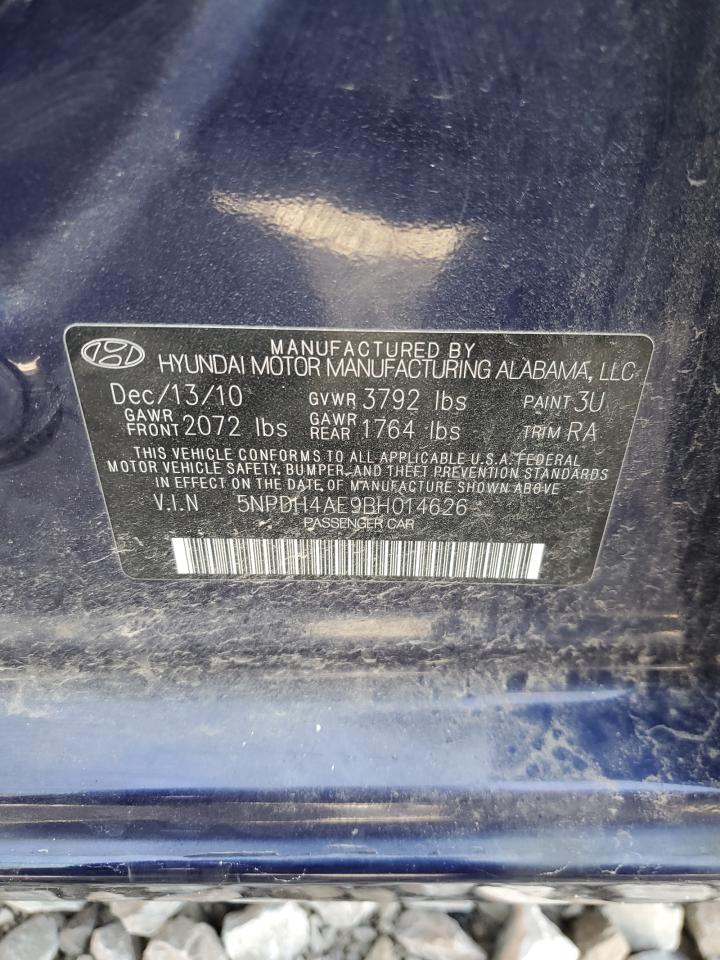 MANUFACTURED BY
HYUNDAI MOTOR MANUFACTURING ALABAMA, LLC
Dec/13/10 GVWR 3792 lbs PAINT 3U
GAWR FRONT 2072 lbs GAWR REAR 1764 lbs TRIM RA
THIS VEHICLE CONFORMS TO ALL APPLICABLE U.S.A. FEDERAL
MOTOR VEHICLE SAFETY, BUMPER, AND THEFT PREVENTION STANDARDS
IN EFFECT ON THE DATE OF MANUFACTURE SHOWN ABOVE
V.I.N 5NPDH4AE9BH014626
PASSENGER CAR